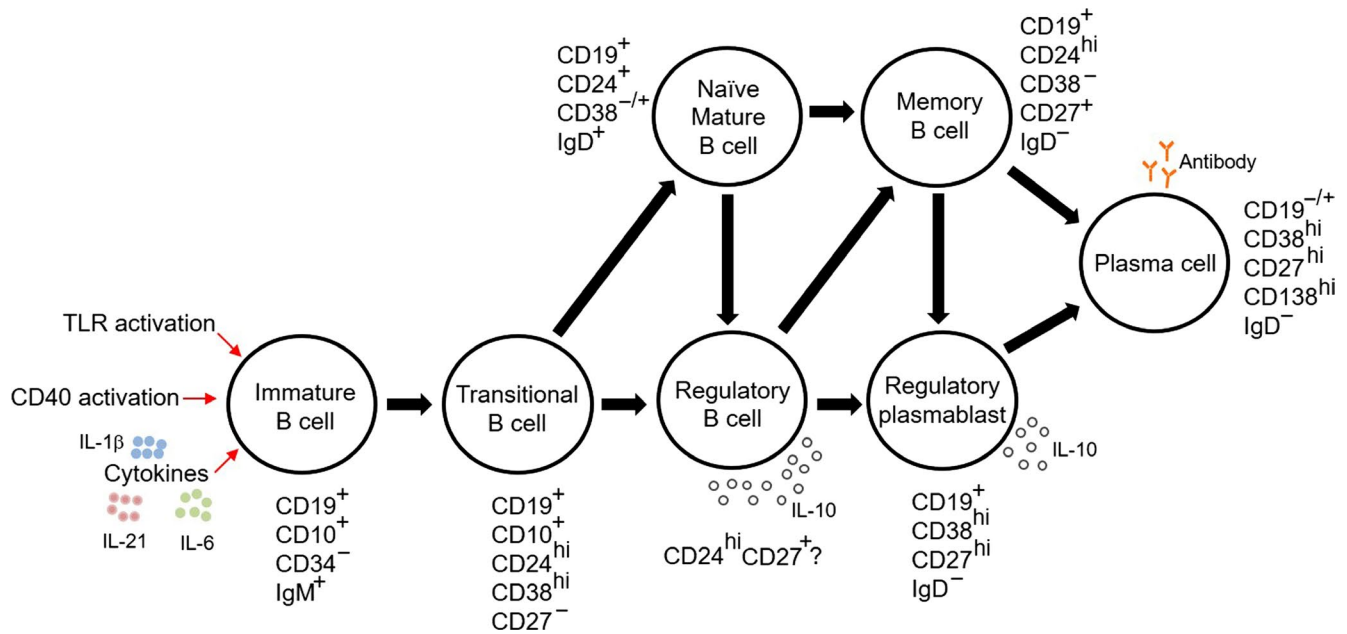 CD19⁺
CD24⁺
CD38⁻/⁺
IgD⁺
Naïve
Mature
B cell
Memory
B cell
CD19⁺
CD24ʰⁱ
CD38⁻
CD27⁺
IgD⁻
Antibody
Plasma cell
CD19⁻/⁺
CD38ʰⁱ
CD27ʰⁱ
CD138ʰⁱ
IgD⁻
TLR activation
CD40 activation
IL-1β
Cytokines
IL-21
IL-6
Immature
B cell
CD19⁺
CD10⁺
CD34⁻
IgM⁺
Transitional
B cell
CD19⁺
CD10⁺
CD24ʰⁱ
CD38ʰⁱ
CD27⁻
Regulatory
B cell
IL-10
CD24ʰⁱCD27⁺?
Regulatory
plasmablast
IL-10
CD19⁺
CD38ʰⁱ
CD27ʰⁱ
IgD⁻